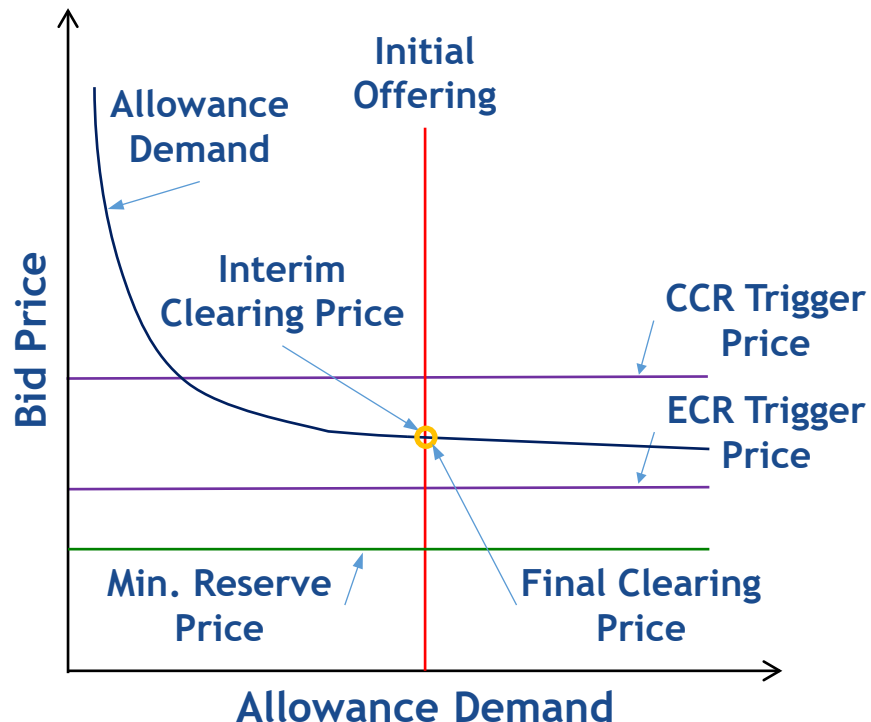 Initial
Offering
Allowance
Demand
Interim
Clearing Price
CCR Trigger
Price
ECR Trigger
Price
Bid Price
Min. Reserve
Price
Final Clearing
Price
Allowance Demand